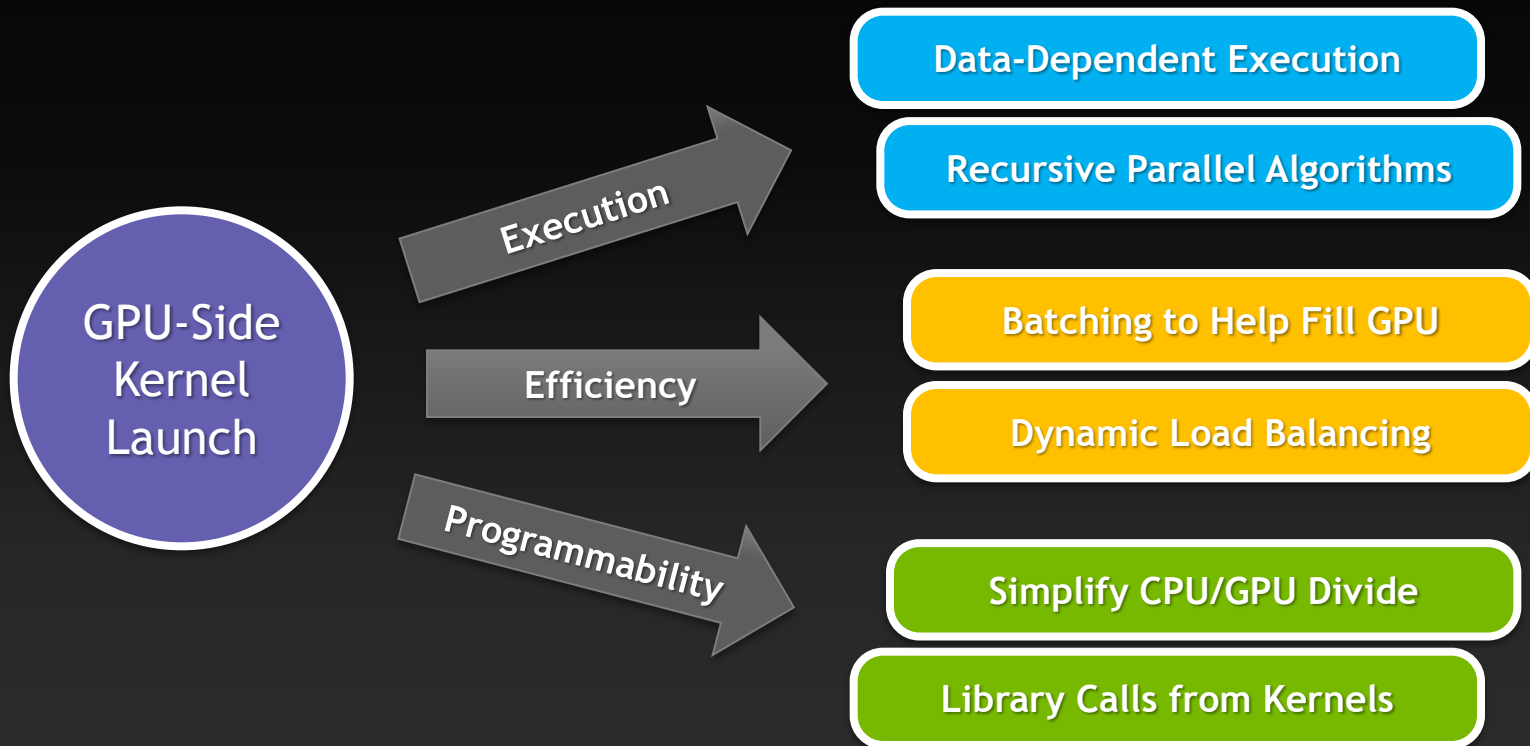 GPU-Side
Kernel
Launch
Execution
Data-Dependent Execution
Recursive Parallel Algorithms
Efficiency
Batching to Help Fill GPU
Dynamic Load Balancing
Programmability
Simplify CPU/GPU Divide
Library Calls from Kernels